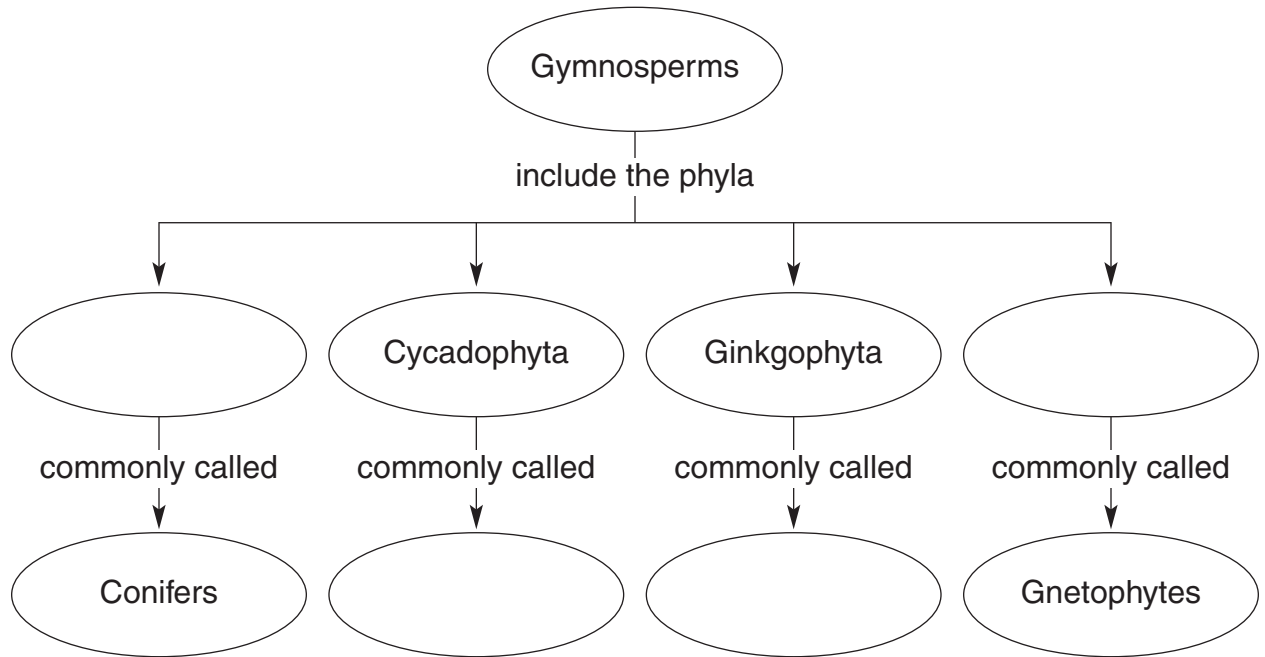 Gymnosperms
include the phyla
Cycadophyta
Ginkgophyta
commonly called
commonly called
commonly called
commonly called
Conifers
Gnetophytes